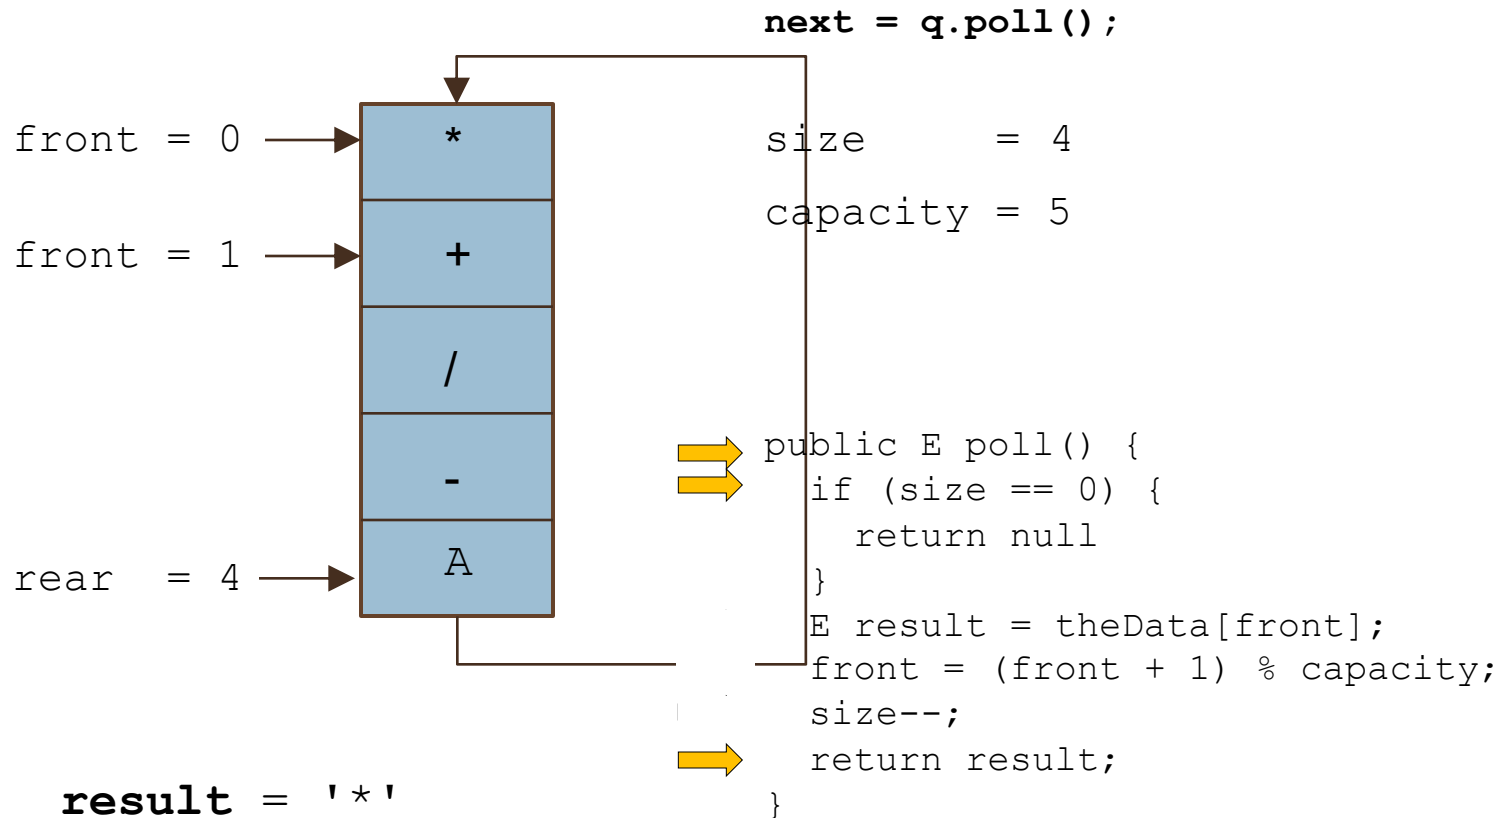 next = q.poll();
front = 0
*
size = 4
capacity = 5
front = 1
+
/
-
rear = 4
A
public E poll() {
if (size == 0) {
return null
}
E result = theData[front];
front = (front + 1) % capacity;
size--;
return result;
}
result = '*'